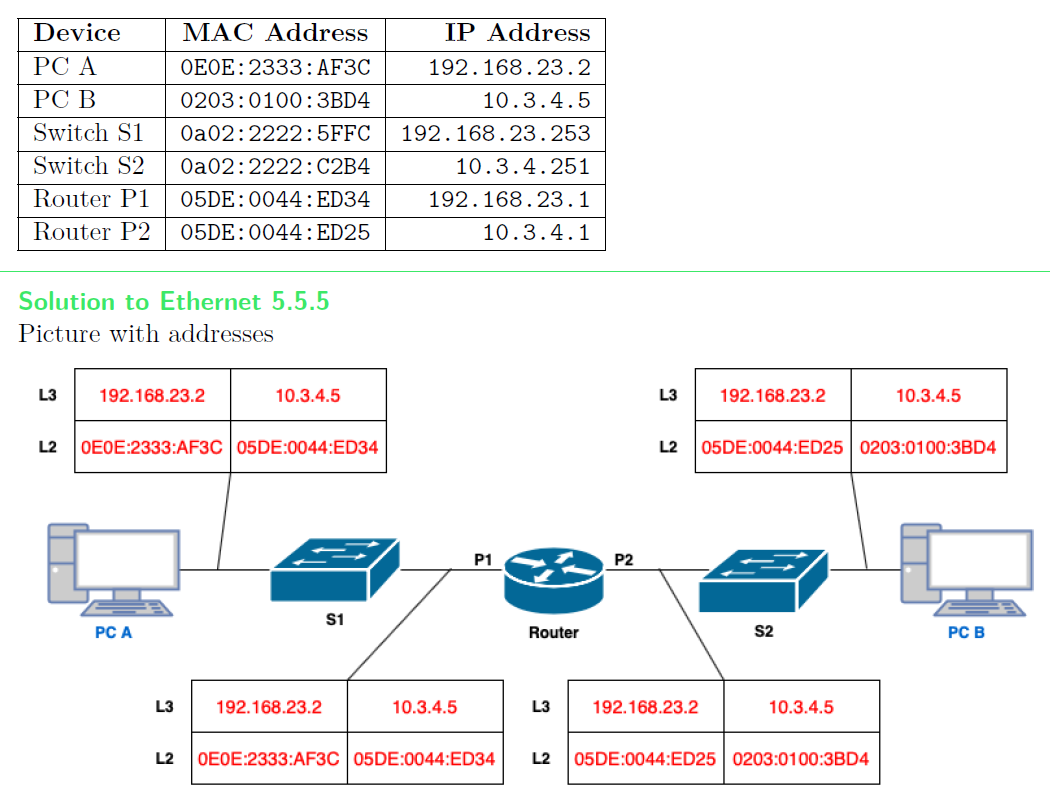 Device MAC Address IP Address
PC A 0E0E:2333:AF3C 192.168.23.2
PC B 0203:0100:3BD4 10.3.4.5
Switch S1 0a02:2222:5FFC 192.168.23.253
Switch S2 0a02:2222:C2B4 10.3.4.251
Router P1 05DE:0044:ED34 192.168.23.1
Router P2 05DE:0044:ED25 10.3.4.1
Solution to Ethernet 5.5.5
Picture with addresses
L3 192.168.23.2 10.3.4.5
L2 0E0E:2333:AF3C 05DE:0044:ED34
L3 192.168.23.2 10.3.4.5
L2 05DE:0044:ED25 0203:0100:3BD4
PC A
S1
P1
Router
P2
S2
PC B
L3 192.168.23.2 10.3.4.5
L2 0E0E:2333:AF3C 05DE:0044:ED34
L3 192.168.23.2 10.3.4.5
L2 05DE:0044:ED25 0203:0100:3BD4